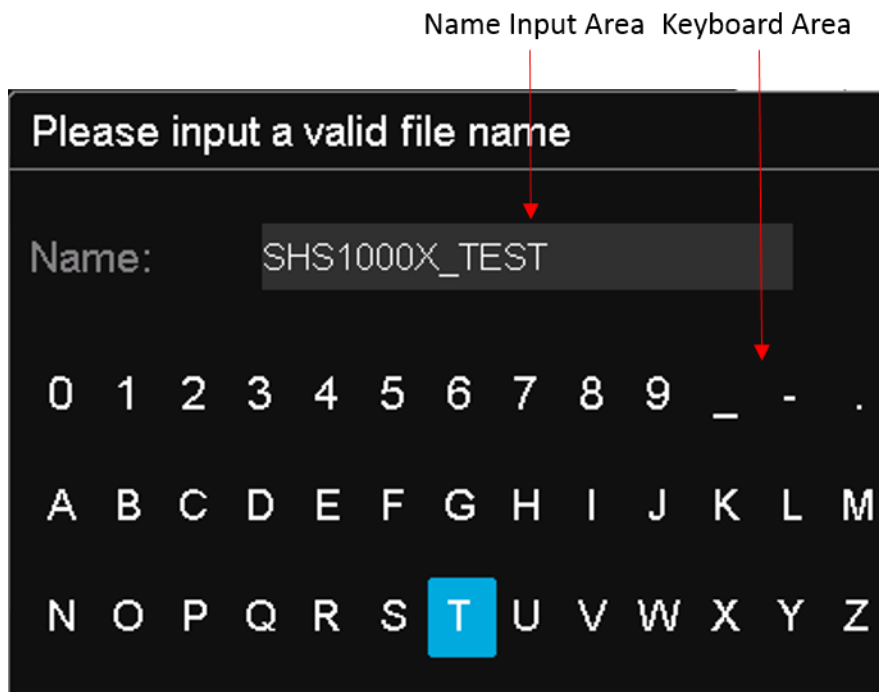 Name Input Area Keyboard Area
Please input a valid file name
Name: SHS1000X_TEST
0 1 2 3 4 5 6 7 8 9 _ - .
A B C D E F G H I J K L M
N O P Q R S T U V W X Y Z